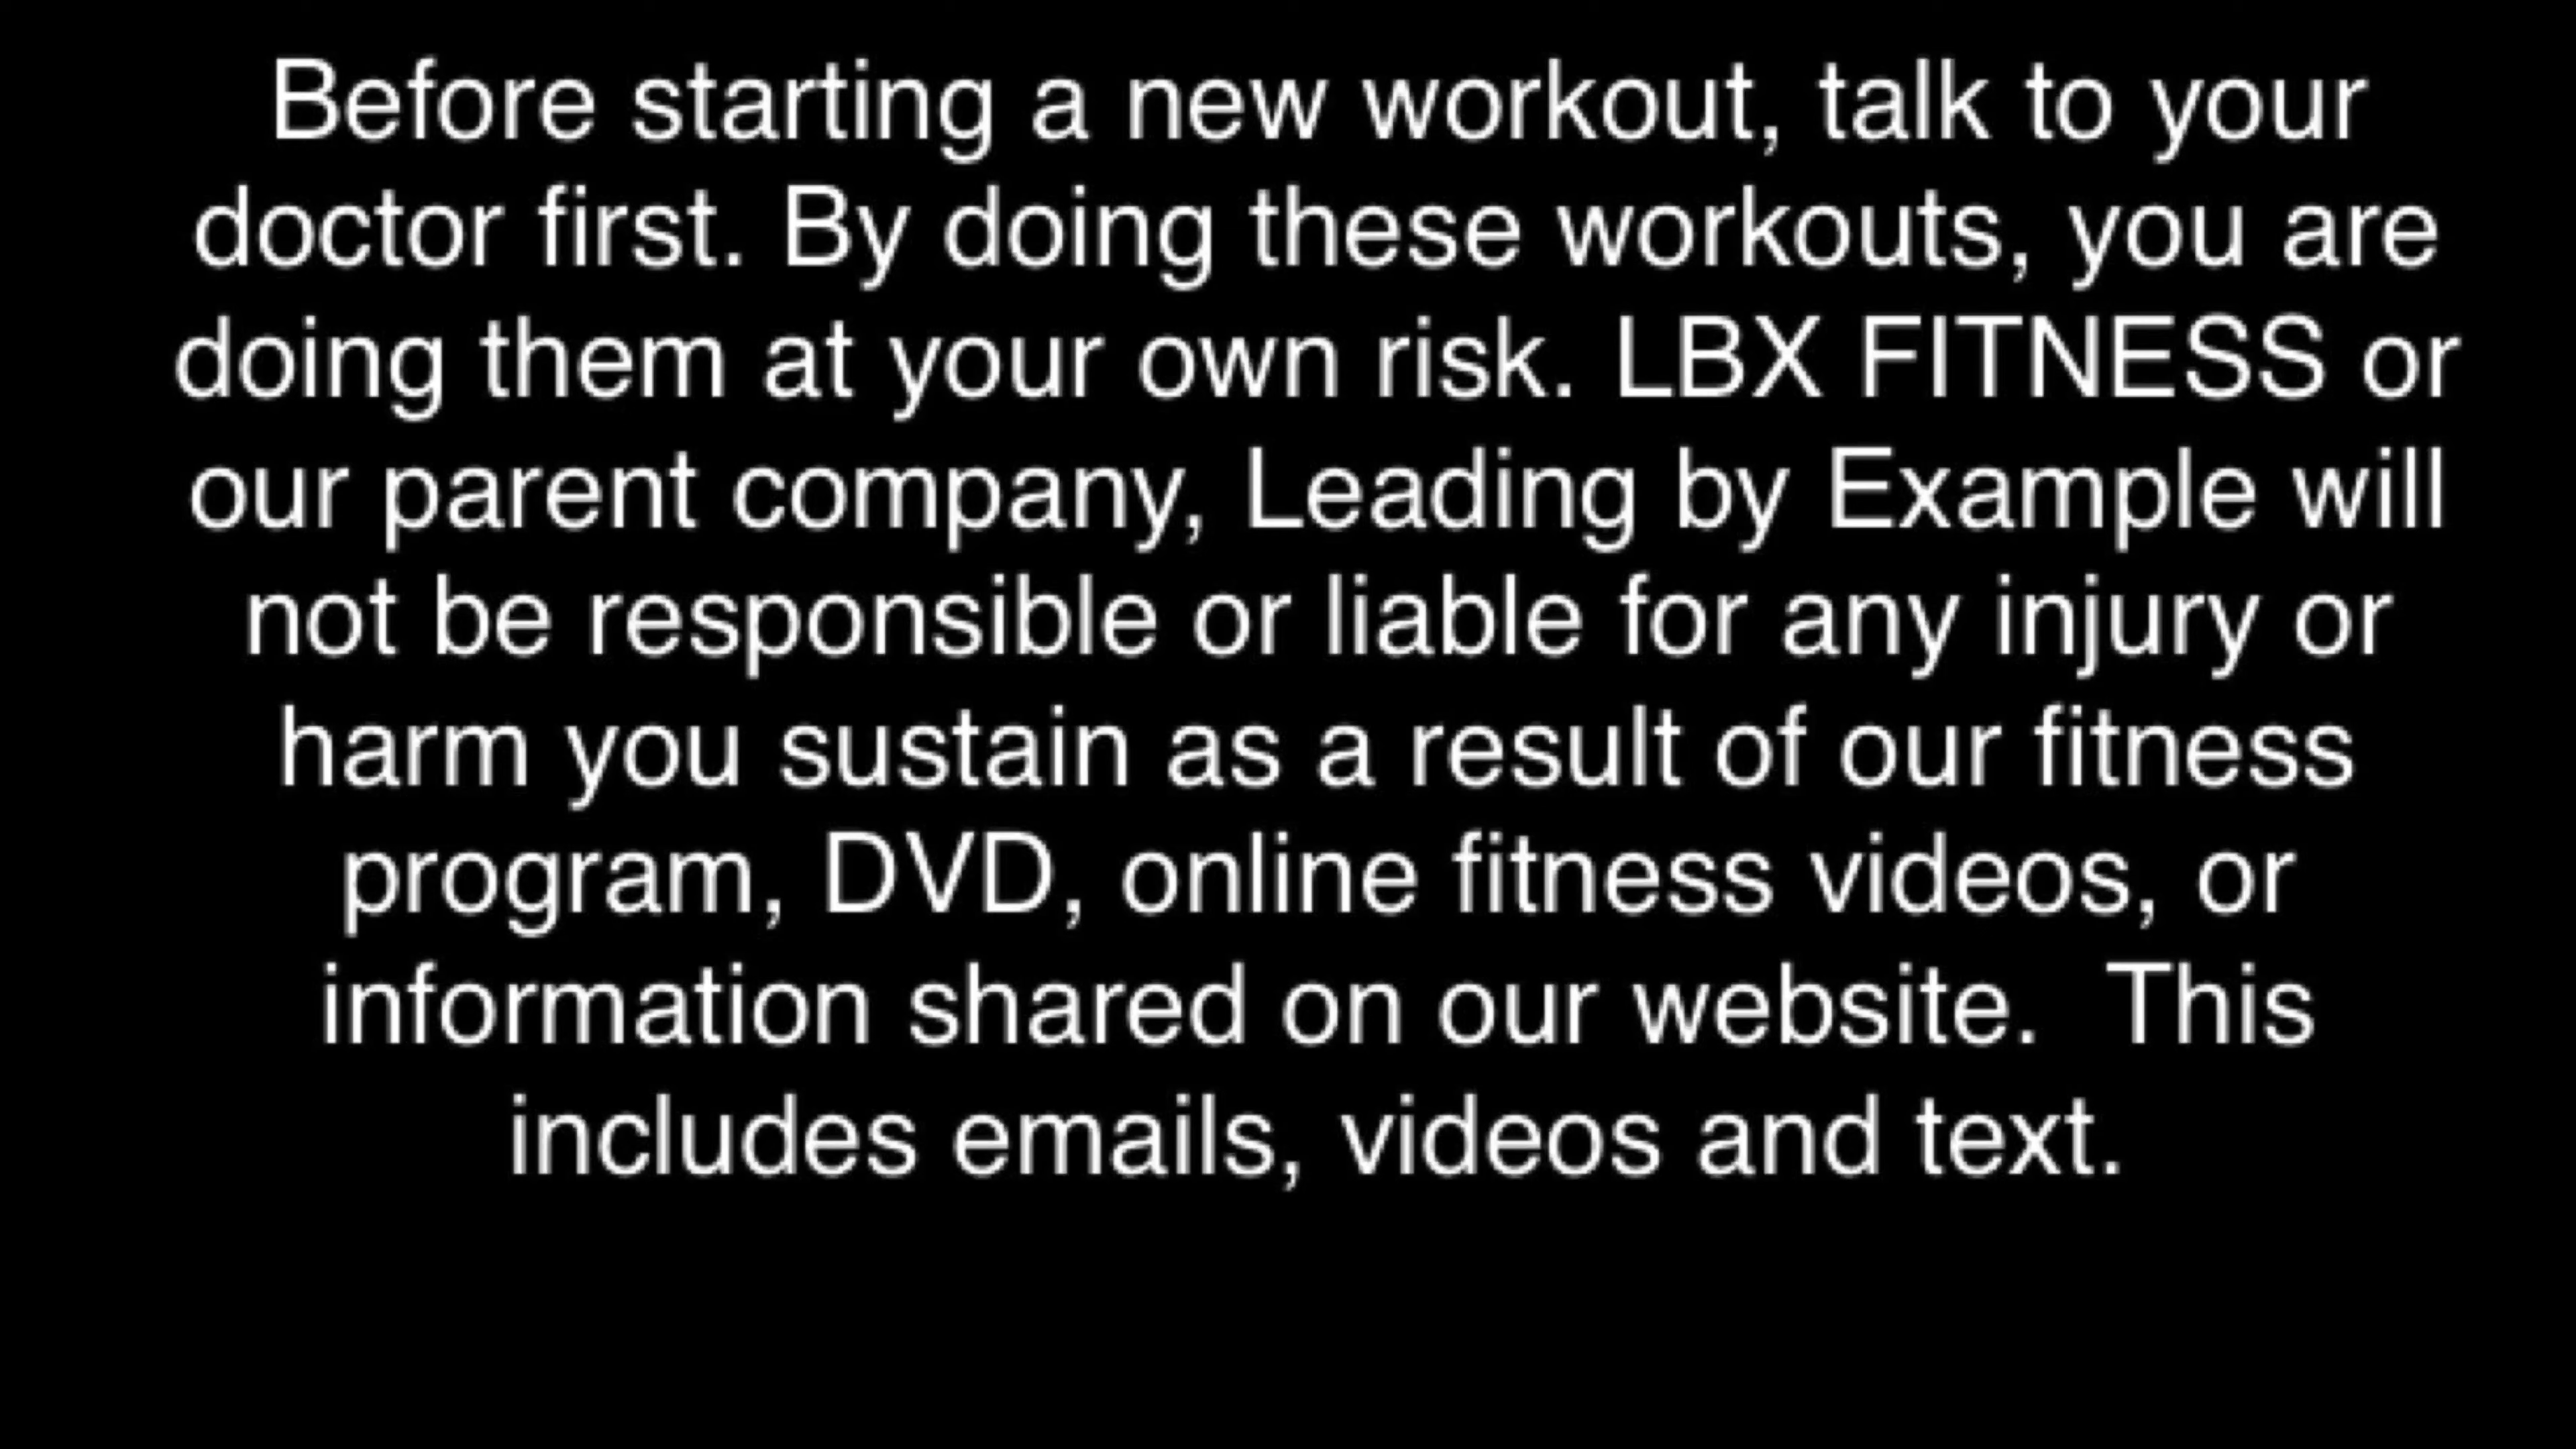 Before starting a new workout, talk to your
doctor first. By doing these workouts, you are
doing them at your own risk. LBX FITNESS or
our parent company, Leading by Example will
not be responsible or liable for any injury or
harm you sustain as a result of our fitness
program, DVD, online fitness videos, or
information shared on our website.  This
includes emails, videos and text.